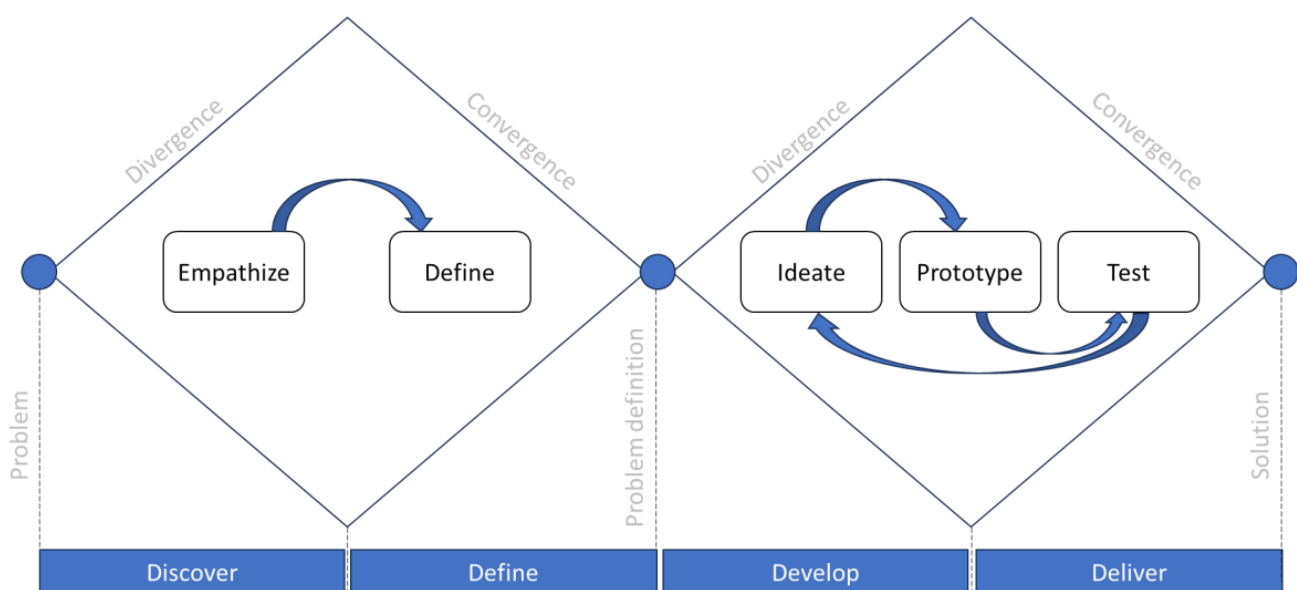 Divergence
Convergence
Divergence
Convergence
Empathize
Define
Ideate
Prototype
Test
Problem
Problem definition
Solution
Discover
Define
Develop
Deliver